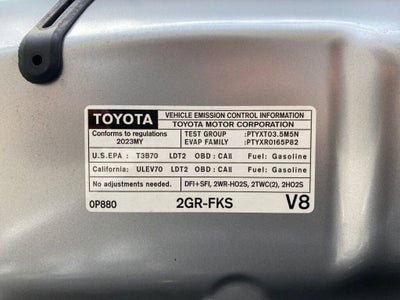 TOYOTA VEHICLE EMISSION CONTROL INFORMATION
TOYOTA MOTOR CORPORATION
Conforms to regulations
2023MY
TEST GROUP :PTYXT03.5M5N
EVAP FAMILY :PTYXR0165P82
U.S.EPA : T3B70 LDT2 OBD:CAII Fuel: Gasoline
California: ULEV70 LDT2 OBD:CAII Fuel: Gasoline
No adjustments needed. DFI+SFI, 2WR-HO2S, 2TWC(2), 2HO2S
0P880 2GR-FKS V8